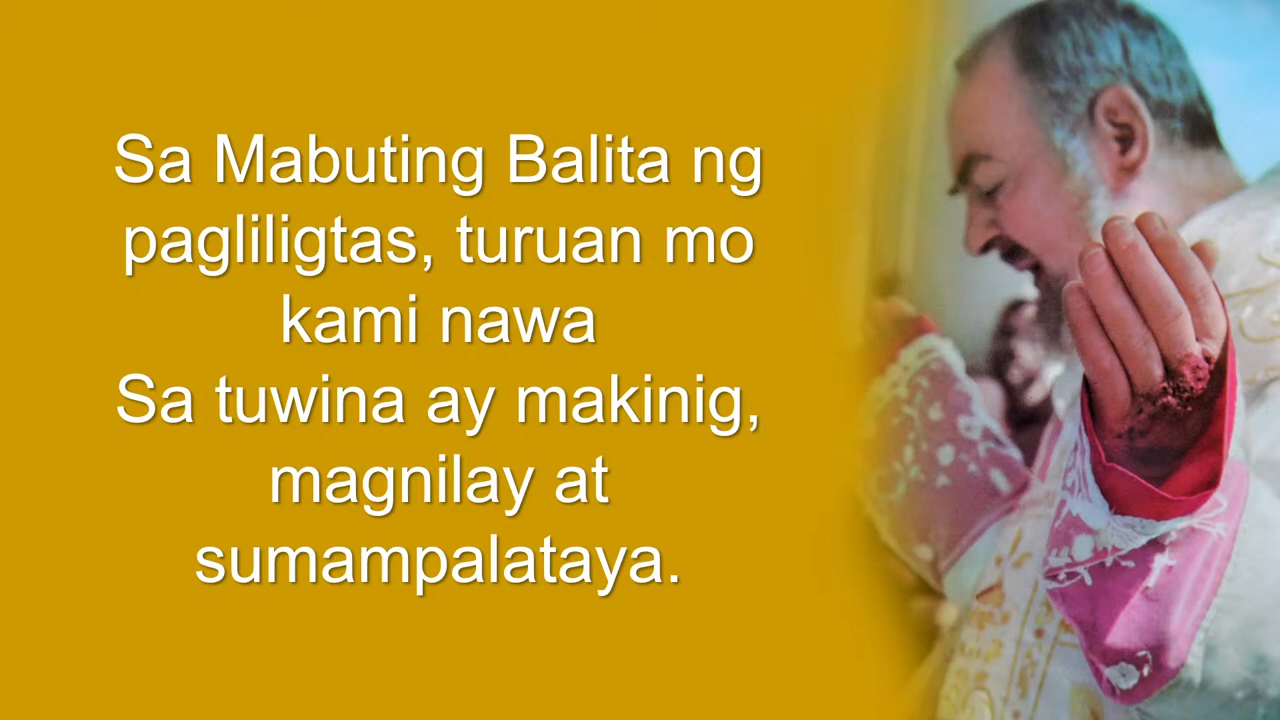 Sa Mabuting Balita ng
pagliligtas, turuan mo
kami nawa
Sa tuwina ay makinig,
magnilay at
sumampalataya.